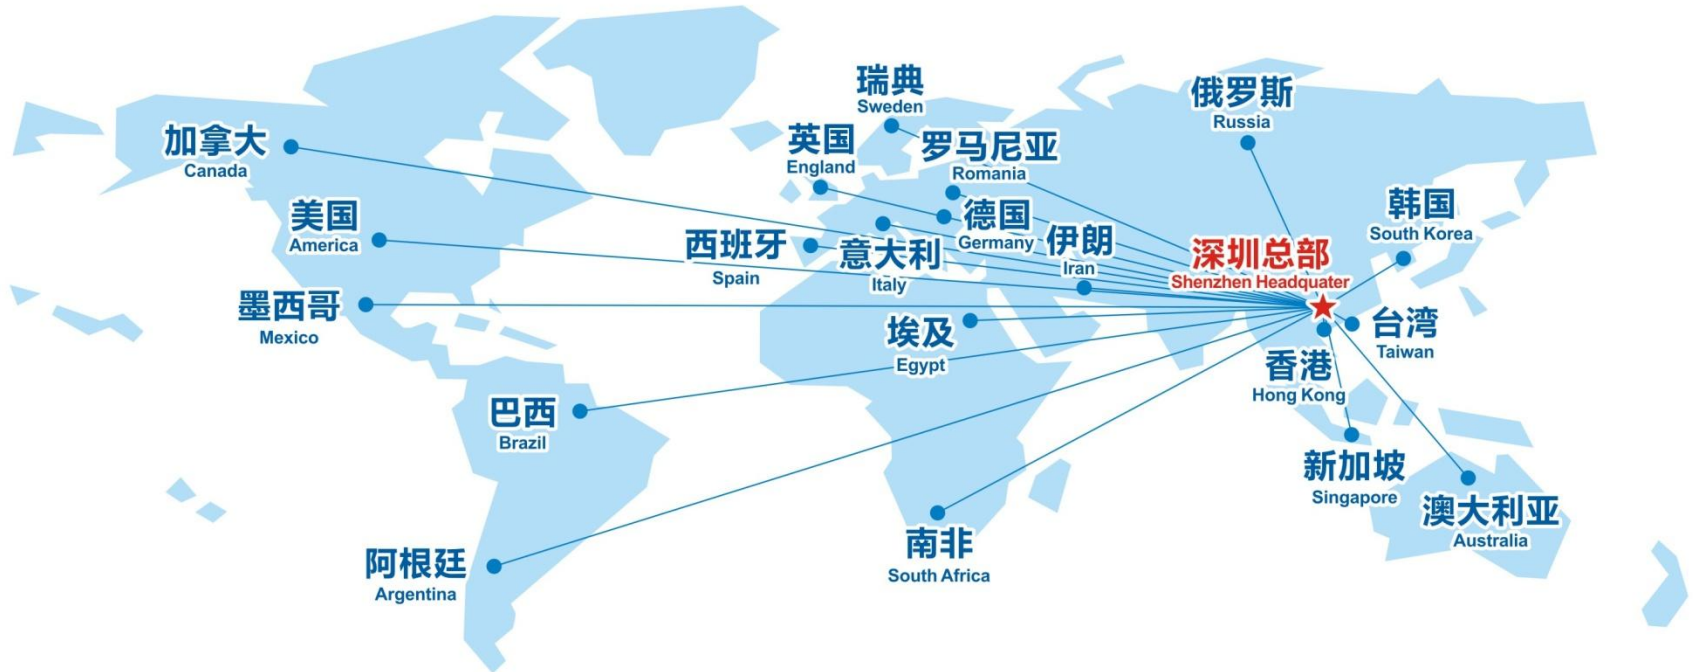 瑞典
Sweden
俄罗斯
Russia
加拿大
Canada
英国
England
罗马尼亚
Romania
美国
America
韩国
South Korea
德国
Germany
西班牙
Spain
意大利
Italy
伊朗
Iran
深圳总部
Shenzhen Headquater
墨西哥
Mexico
埃及
Egypt
台湾
Taiwan
香港
Hong Kong
巴西
Brazil
新加坡
Singapore
澳大利亚
Australia
南非
South Africa
阿根廷
Argentina